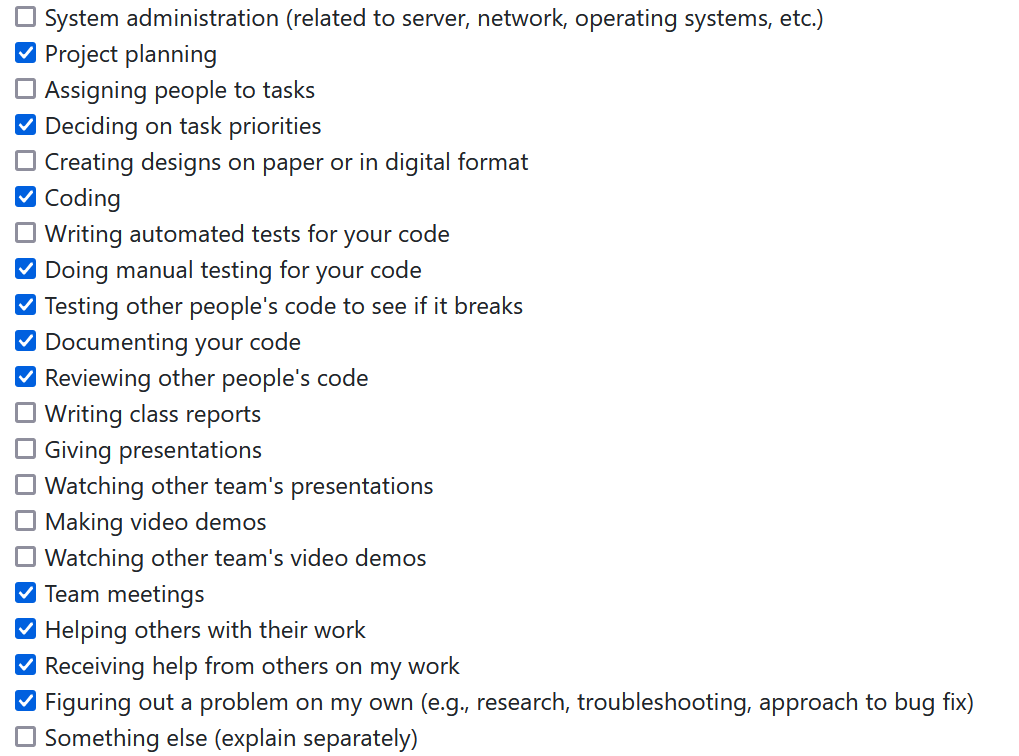 System administration (related to server, network, operating systems, etc.)
Project planning
Assigning people to tasks
Deciding on task priorities
Creating designs on paper or in digital format
Coding
Writing automated tests for your code
Doing manual testing for your code
Testing other people's code to see if it breaks
Documenting your code
Reviewing other people's code
Writing class reports
Giving presentations
Watching other team's presentations
Making video demos
Watching other team's video demos
Team meetings
Helping others with their work
Receiving help from others on my work
Figuring out a problem on my own (e.g., research, troubleshooting, approach to bug fix)
Something else (explain separately)